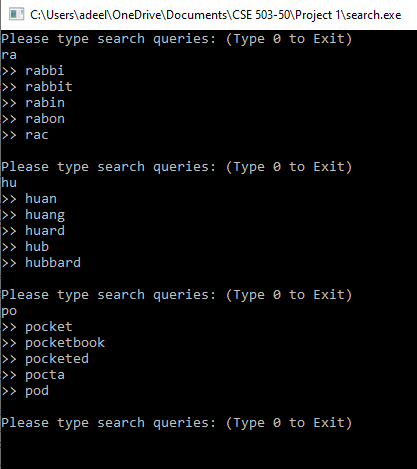 C:\Users\adeel\OneDrive\Documents\CSE 503-50\Project 1\search.exe
Please type search queries: (Type 0 to Exit)
ra
>> rabbi
>> rabbit
>> rabin
>> rabon
>> rac
Please type search queries: (Type 0 to Exit)
hu
>> huan
>> huang
>> huard
>> hub
>> hubbard
Please type search queries: (Type 0 to Exit)
po
>> pocket
>> pocketbook
>> pocketed
>> pocta
>> pod
Please type search queries: (Type 0 to Exit)